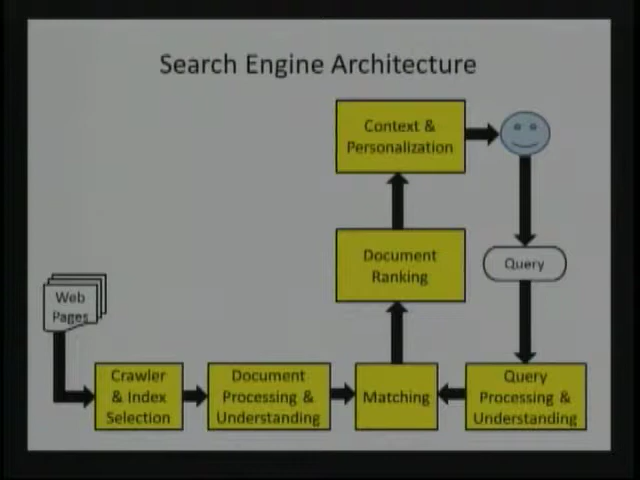 Search Engine Architecture
Context &
Personalization
Document
Ranking
Query
Web
Pages
Crawler
& Index
Selection
Document
Processing &
Understanding
Matching
Query
Processing &
Understanding